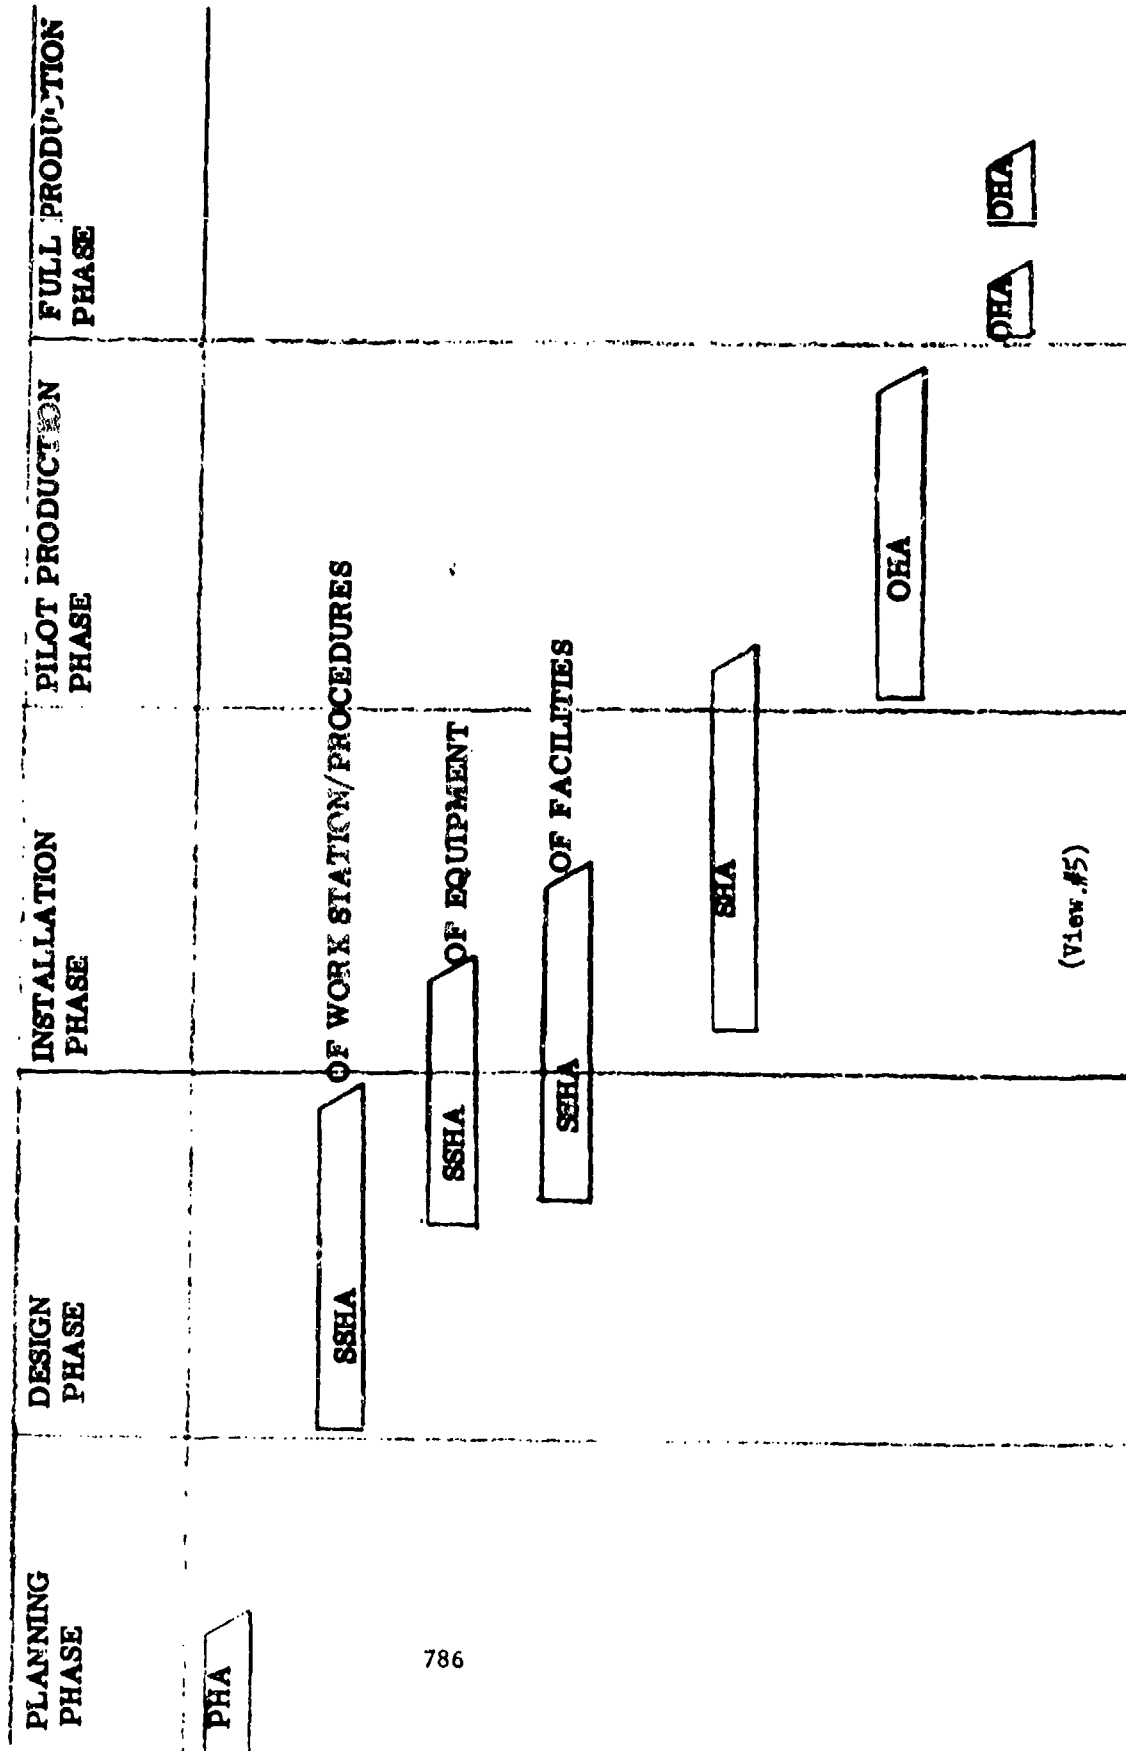 PLANNING
PHASE
DESIGN
PHASE
INSTALLATION
PHASE
PILOT PRODUCTION
PHASE
FULL PRODUCTION
PHASE
PHA
SSHA
OF WORK STATION/PROCEDURES
SSHA
OF EQUIPMENT
SSHA
OF FACILITIES
SHA
OHA
OHA
OHA
(View #5)
786